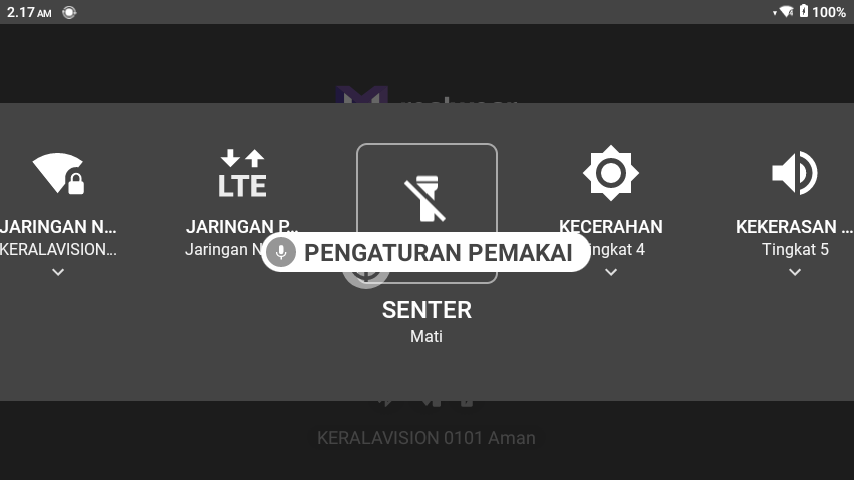 2.17 AM
100%
JARINGAN N...
KERALAVISION...
LTE
JARINGAN P...
Jaringan N
PENGATURAN PEMAKAI
SENTER
Mati
KECERAHAN
ingkat 4
KEKERASAN ...
Tingkat 5
KERALAVISION 0101 Aman